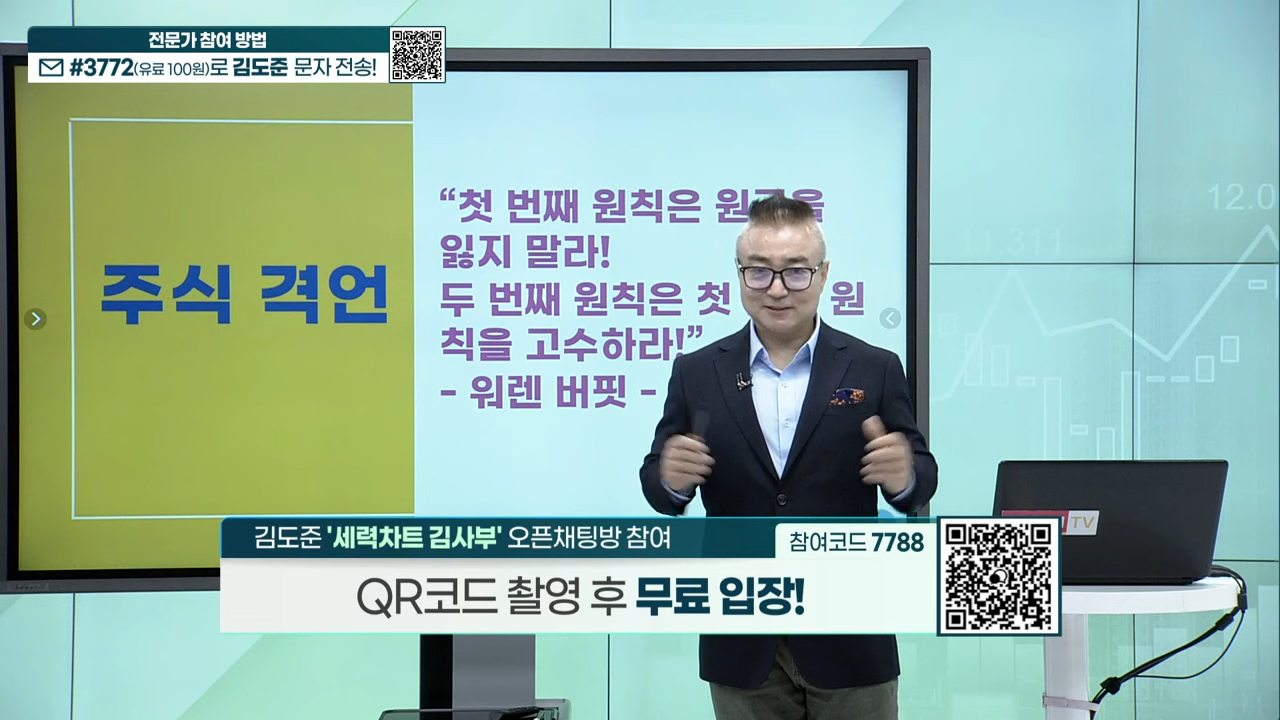 전문가 참여 방법
#3772(유료 100원)로 김도준 문자 전송!
주식 격언
“첫 번째 원칙은 을
잃지 말라!
두 번째 원칙은 첫 원
칙을 고수하라!”
- 워렌 버핏 -
12.0
1311
TV
김도준 '세력차트 김사부' 오픈채팅방 참여
참여코드 7788
QR코드 촬영 후 무료 입장!